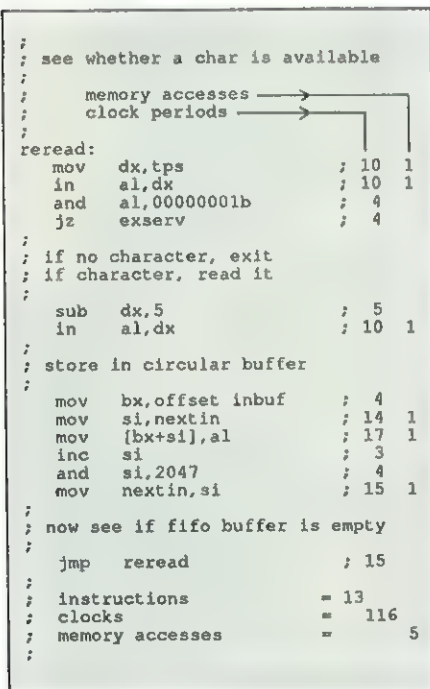 ;
; see whether a char is available
;
; memory accesses
; clock periods
;
reread:
mov dx,tps ; 10 1
in al,dx ; 10 1
and al,00000001b ; 4
jz exserv ; 4
;
; if no character, exit
; if character, read it
;
sub dx,5 ; 5
in al,dx ; 10 1
;
; store in circular buffer
;
mov bx,offset inbuf ; 4
mov si,nextin ; 14 1
mov [bx+si],al ; 17 1
inc si ; 3
and si,2047 ; 4
mov nextin,si ; 15 1
;
; now see if fifo buffer is empty
;
jmp reread ; 15
;
; instructions = 13
; clocks = 116
; memory accesses = 5
;